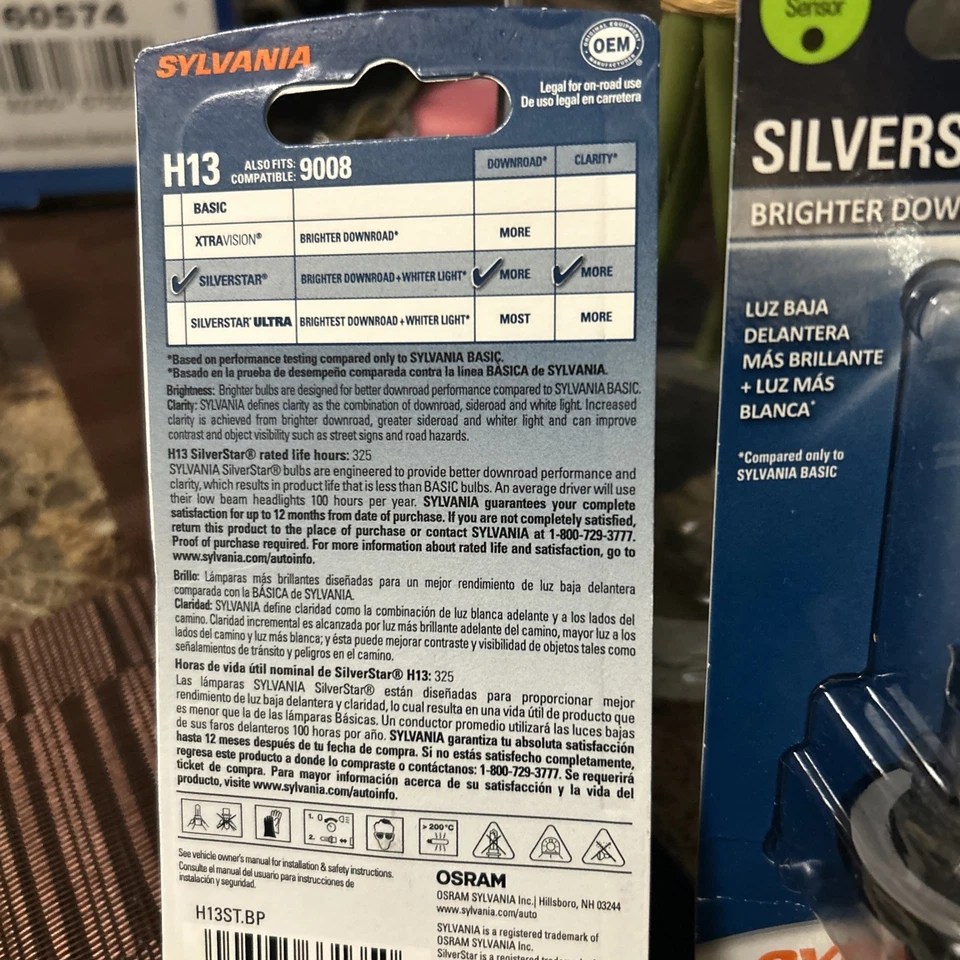 60574
SYLVANIA
OEM
Legal for on-road use
De uso legal en carretera
H13 ALSO FITS: COMPATIBLE: 9008
DOWNROAD* CLARITY*
BASIC
XTRAVISION® BRIGHTER DOWNROAD* MORE
SILVERSTAR® BRIGHTER DOWNROAD + WHITER LIGHT* MORE MORE
SILVERSTAR® ULTRA BRIGHTEST DOWNROAD + WHITER LIGHT* MOST MORE
*Based on performance testing compared only to SYLVANIA BASIC.
*Basado en la prueba de desempeño comparada contra la línea BÁSICA de SYLVANIA.
Brightness: Brighter bulbs are designed for better downroad performance compared to SYLVANIA BASIC.
Clarity: SYLVANIA defines clarity as the combination of downroad, sideroad and white light. Increased
clarity is achieved from brighter downroad, greater sideroad and whiter light and can improve
contrast and object visibility such as street signs and road hazards.
H13 SilverStar® rated life hours: 325
SYLVANIA SilverStar® bulbs are engineered to provide better downroad performance and
clarity, which results in product life that is less than BASIC bulbs. An average driver will use
their low beam headlights 100 hours per year. SYLVANIA guarantees your complete
satisfaction for up to 12 months from date of purchase. If you are not completely satisfied,
return this product to the place of purchase or contact SYLVANIA at 1-800-729-3777.
Proof of purchase required. For more information about rated life and satisfaction, go to
www.sylvania.com/autoinfo.
Brillo: Lámparas más brillantes diseñadas para un mejor rendimiento de luz baja delantera
comparada con la BÁSICA de SYLVANIA.
Claridad: SYLVANIA define claridad como la combinación de luz blanca adelante y a los lados del
camino. Claridad incremental es alcanzada por luz más brillante adelante del camino, mayor luz a los
lados del camino y luz más blanca; y ésta puede mejorar contraste y visibilidad de objetos tales como
señalamientos de tránsito y peligros en el camino.
Horas de vida útil nominal de SilverStar® H13: 325
Las lámparas SYLVANIA SilverStar® están diseñadas para proporcionar mejor
rendimiento de luz baja delantera y claridad, lo cual resulta en una vida útil de producto que
es menor que la de las lámparas Básicas. Un conductor promedio utilizará las luces bajas
de sus faros delanteros 100 horas por año. SYLVANIA garantiza tu absoluta satisfacción
hasta 12 meses después de tu fecha de compra. Si no estás satisfecho completamente,
regresa este producto a donde lo compraste o contáctanos: 1-800-729-3777. Se requerirá
ticket de compra. Para mayor información acerca de su satisfacción y la vida del
producto, visite www.sylvania.com/autoinfo.
1. 0
2.
>200°C
See vehicle owner's manual for installation & safety instructions.
Consulte el manual del usuario para instrucciones de
instalación y seguridad.
H13ST.BP
OSRAM
OSRAM SYLVANIA Inc. | Hillsboro, NH 03244
www.sylvania.com/auto
SYLVANIA is a registered trademark of
OSRAM SYLVANIA Inc.
SilverStar is a registered
Sensor
SILVERS
BRIGHTER DOW
LUZ BAJA
DELANTERA
MÁS BRILLANTE
+ LUZ MÁS
BLANCA*
*Compared only to
SYLVANIA BASIC